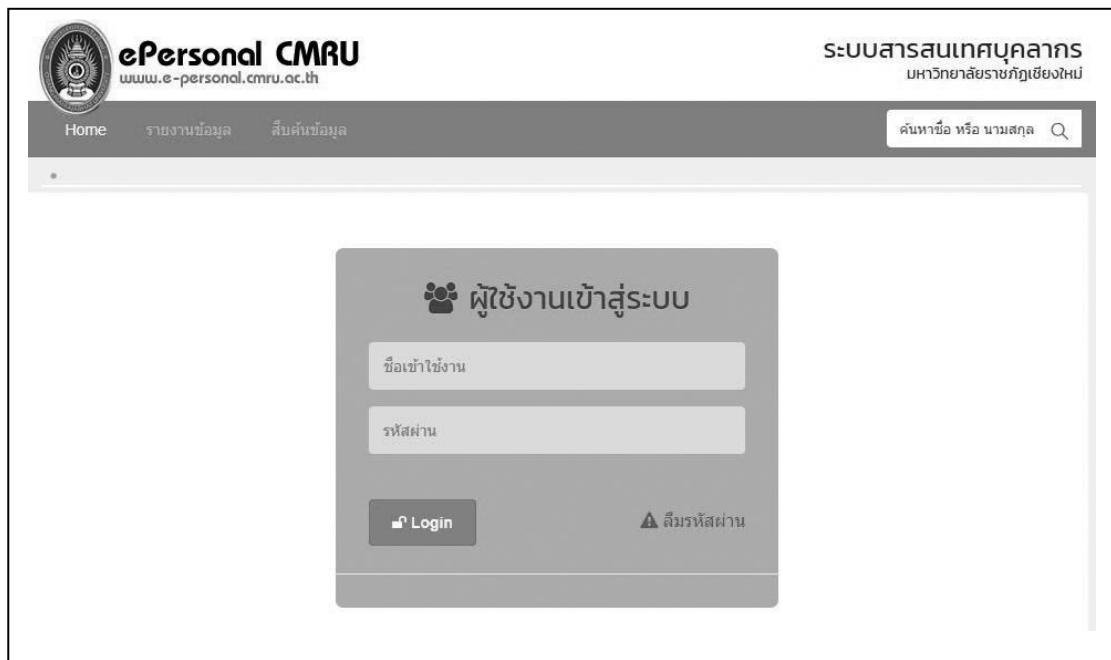 ePersonal CMRU
www.e-personal.cmru.ac.th
ระบบสารสนเทศบุคลากร
มหาวิทยาลัยราชภัฏเชียงใหม่
Home รายงานข้อมูล สืบค้นข้อมูล
ค้นหาชื่อ หรือ นามสกุล
ผู้ใช้งานเข้าสู่ระบบ
ชื่อเข้าใช้งาน
รหัสผ่าน
Login
ลืมรหัสผ่าน